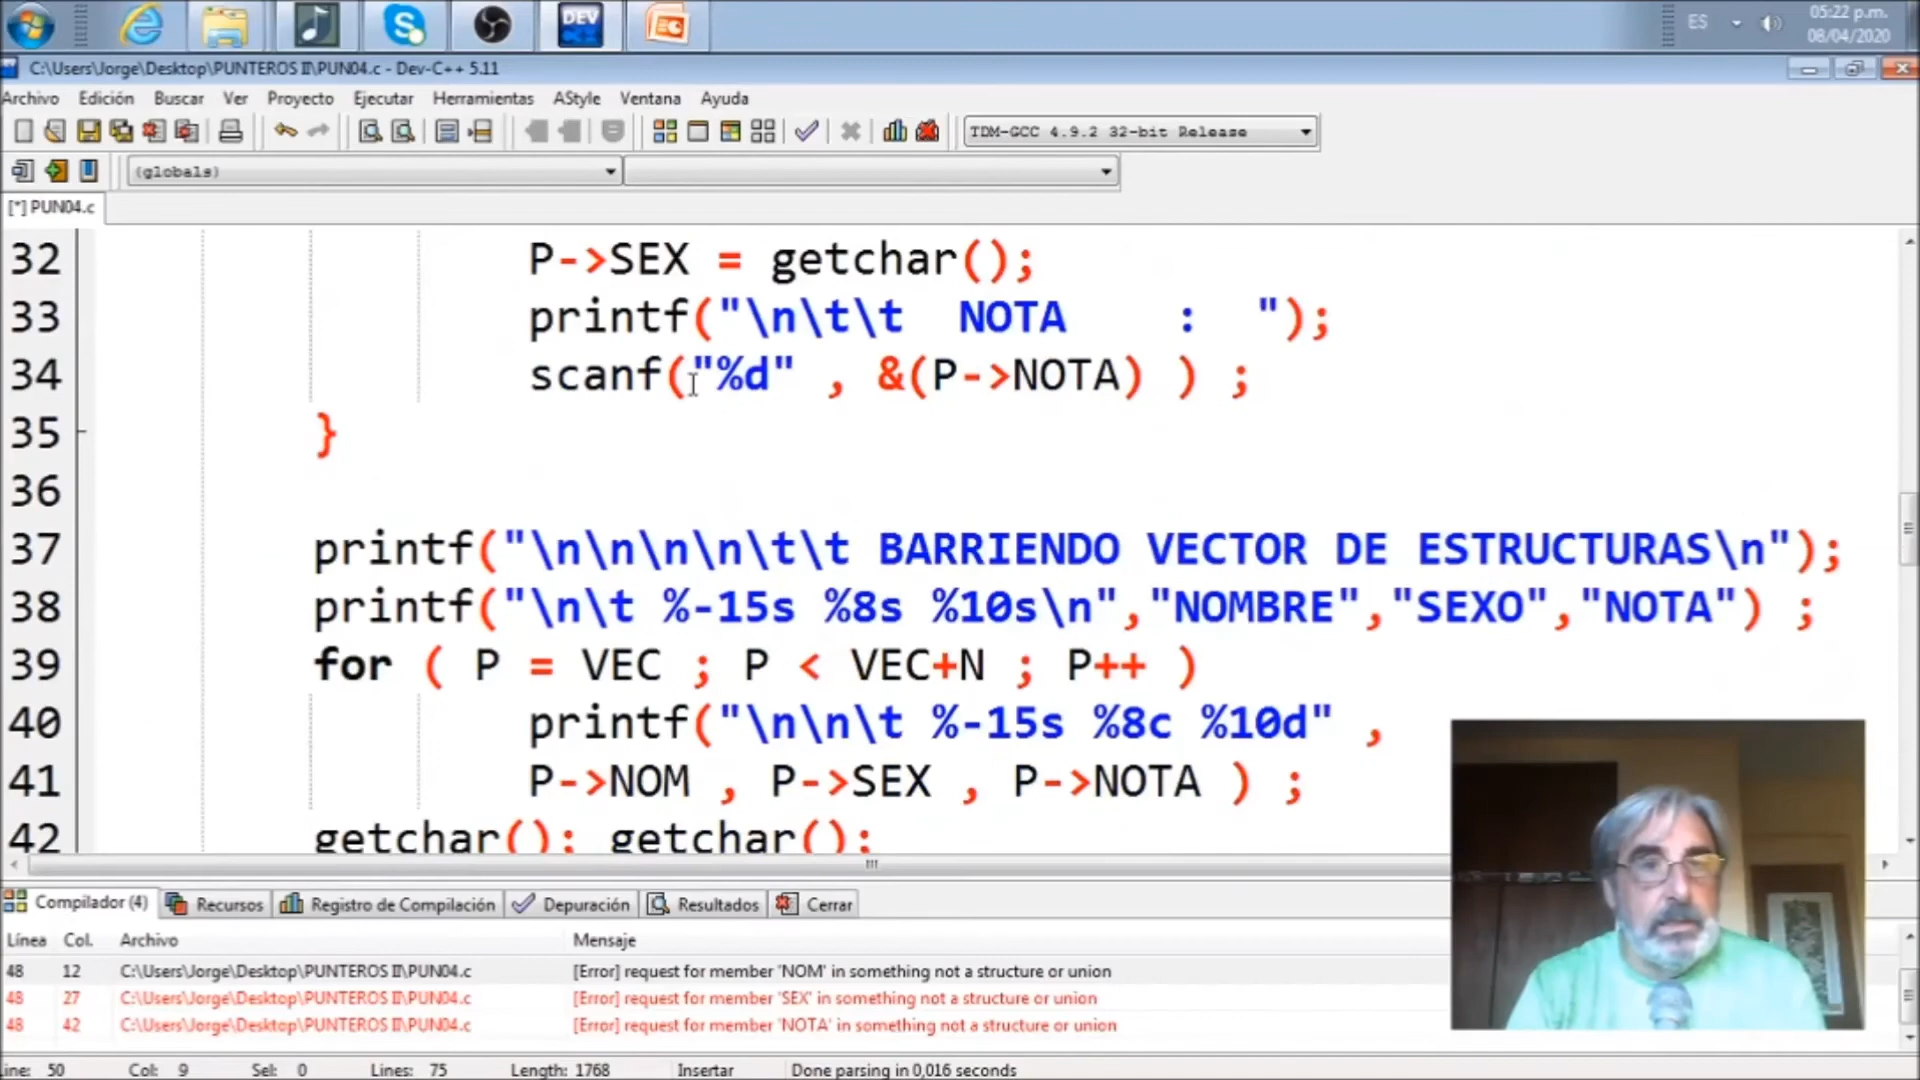 DEV
ES
05:22 p.m.
08/04/2020
C:\Users\Jorge\Desktop\PUNTEROS II\PUN04.c - Dev-C++ 5.11
Archivo Edición Buscar Ver Proyecto Ejecutar Herramientas AStyle Ventana Ayuda
TDM-GCC 4.9.2 32-bit Release
(globals)
[*] PUN04.c
32 P->SEX = getchar();
33 printf("\n\t\t  NOTA    :  ");
34 scanf("%d" , &(P->NOTA) ) ;
35 }
36
37 printf("\n\n\n\n\t\t BARRIENDO VECTOR DE ESTRUCTURAS\n");
38 printf("\n\t %-15s %8s %10s\n","NOMBRE","SEXO","NOTA") ;
39 for ( P = VEC ; P < VEC+N ; P++ )
40 printf("\n\n\t %-15s %8c %10d" ,
41 P->NOM , P->SEX , P->NOTA ) ;
42 getchar(); getchar();
Compilador (4) Recursos Registro de Compilación Depuración Resultados Cerrar
Línea Col. Archivo Mensaje
48 12 C:\Users\Jorge\Desktop\PUNTEROS II\PUN04.c [Error] request for member 'NOM' in something not a structure or union
48 27 C:\Users\Jorge\Desktop\PUNTEROS II\PUN04.c [Error] request for member 'SEX' in something not a structure or union
48 42 C:\Users\Jorge\Desktop\PUNTEROS II\PUN04.c [Error] request for member 'NOTA' in something not a structure or union
ine: 50 Col: 9 Sel: 0 Lines: 75 Length: 1768 Insertar Done parsing in 0,016 seconds